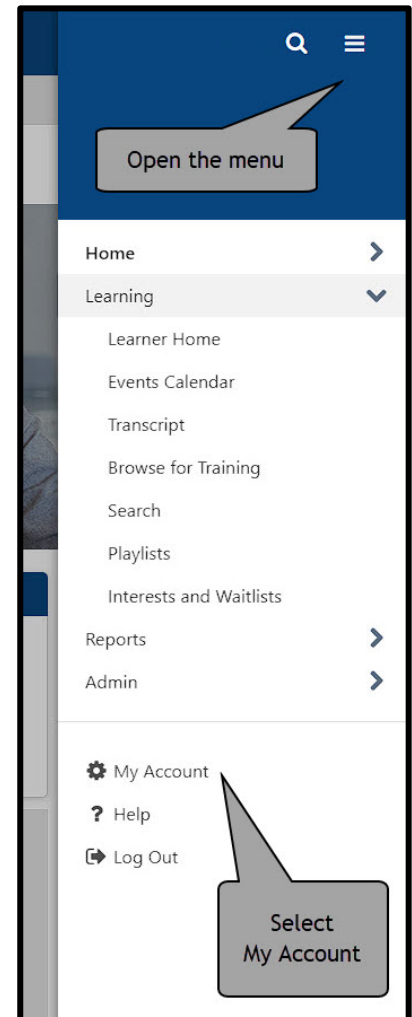 Open the menu
Home
Learning
Learner Home
Events Calendar
Transcript
Browse for Training
Search
Playlists
Interests and Waitlists
Reports
Admin
My Account
? Help
Log Out
Select
My Account